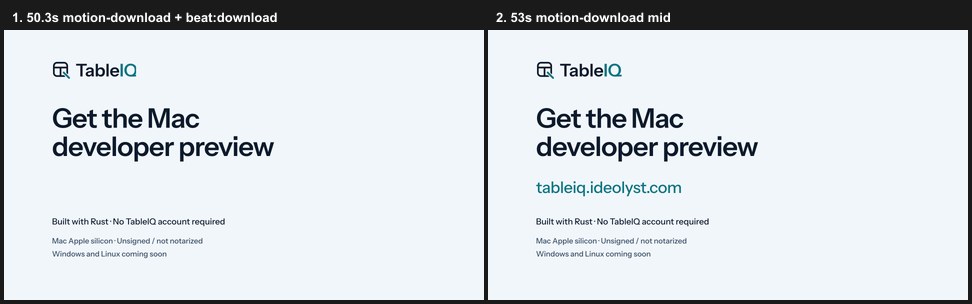 1. 50.3s motion-download + beat:download
TableIQ
Get the Mac
developer preview
Built with Rust · No TableIQ account required
Mac Apple silicon · Unsigned / not notarized
Windows and Linux coming soon
2. 53s motion-download mid
TableIQ
Get the Mac
developer preview
tableiq.ideolyst.com
Built with Rust · No TableIQ account required
Mac Apple silicon · Unsigned / not notarized
Windows and Linux coming soon